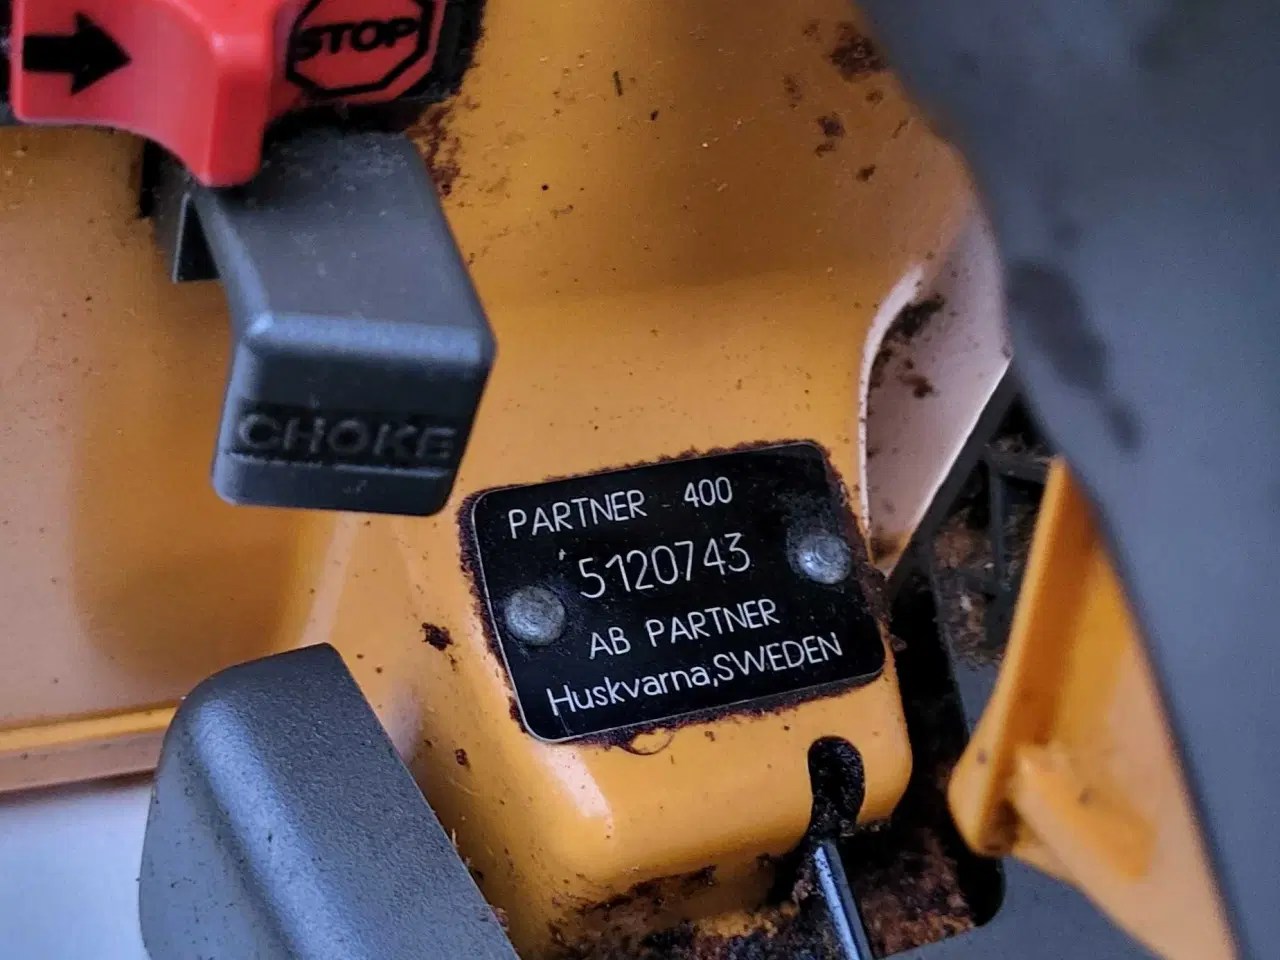 STOP
CHOKE
PARTNER 400
5120743
AB PARTNER
Huskvarna, SWEDEN